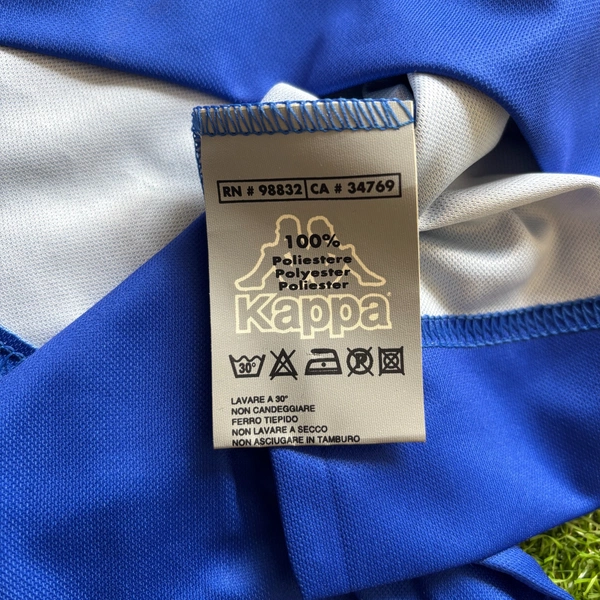 RN # 98832 CA # 34769
100%
Poliestere
Polyester
Poliester
Kappa
30°
P
LAVARE A 30°
NON CANDEGGIARE
FERRO TIEPIDO
NON LAVARE A SECCO
NON ASCIUGARE IN TAMBURO